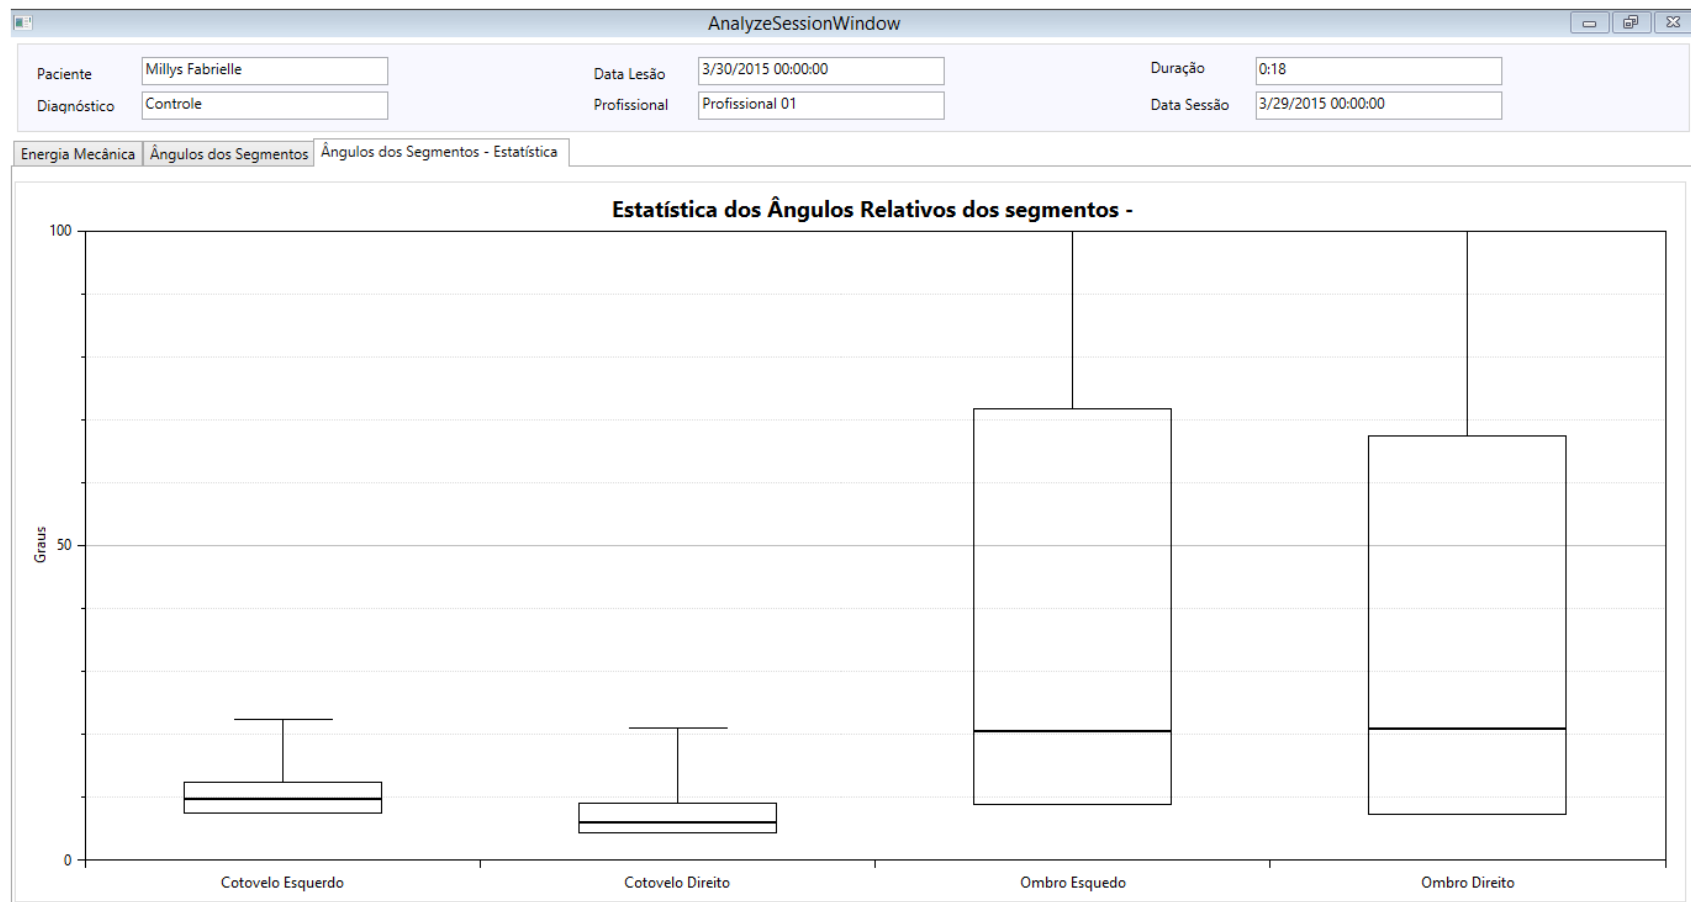 AnalyzeSessionWindow
Paciente Millys Fabrielle Data Lesão 3/30/2015 00:00:00 Duração 0:18
Diagnóstico Controle Profissional Profissional 01 Data Sessão 3/29/2015 00:00:00
Energia Mecânica Ângulos dos Segmentos Ângulos dos Segmentos - Estatística
Estatística dos Ângulos Relativos dos segmentos -
100
Graus
50
0
Cotovelo Esquerdo Cotovelo Direito Ombro Esquedo Ombro Direito